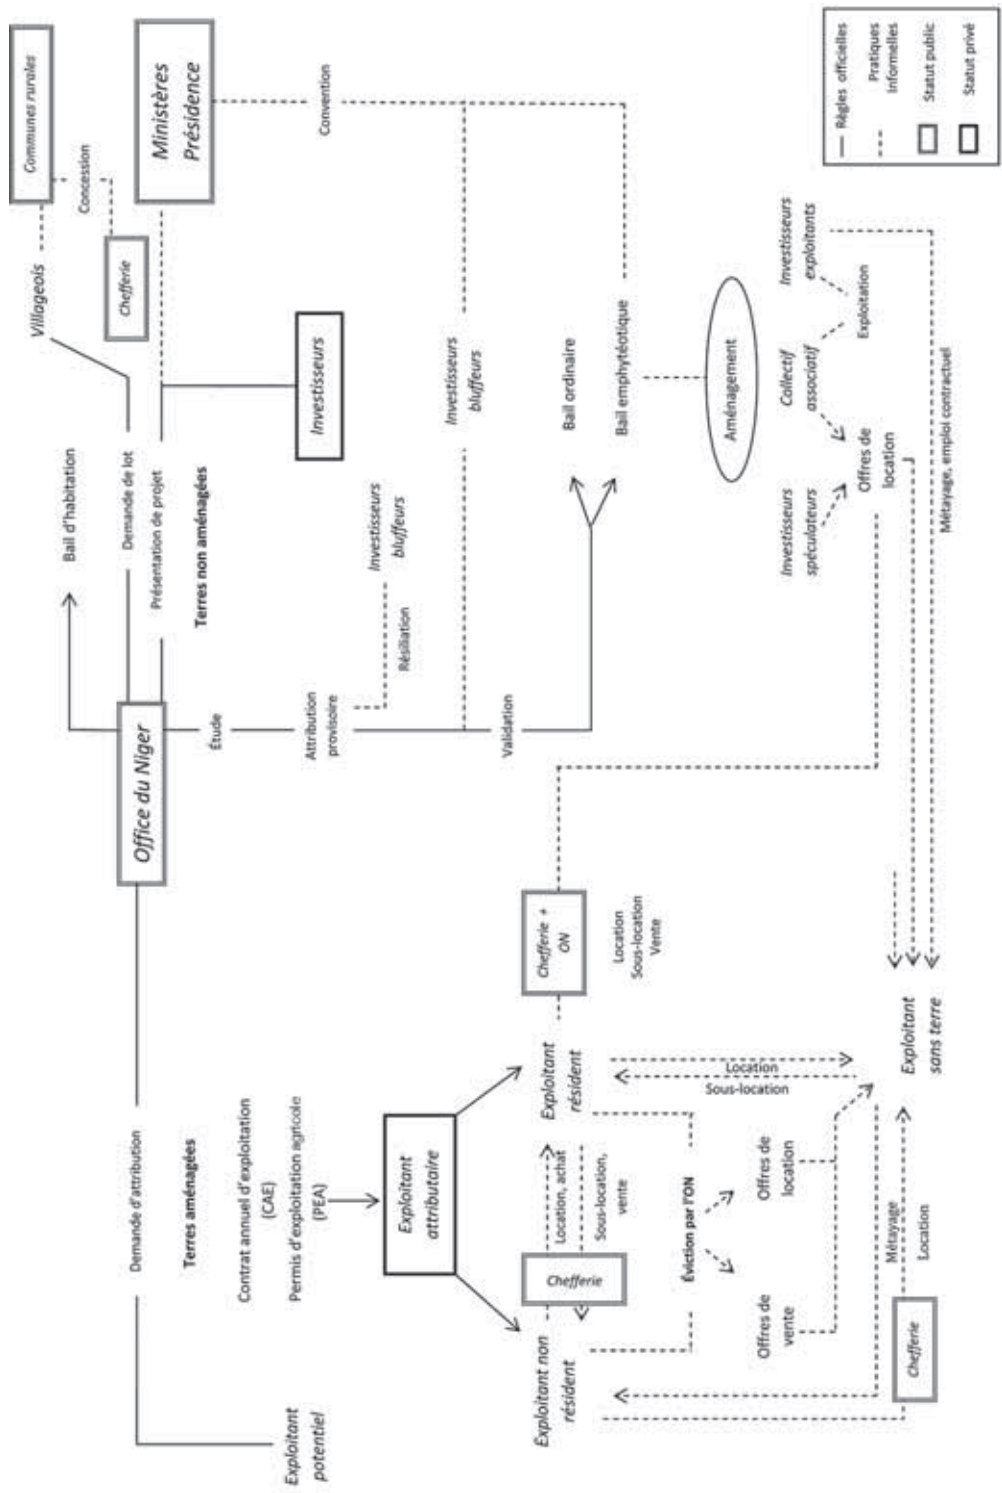 Communes rurales
Concession
Villageois
Chefferie
Ministères
Présidence
Convention
Bail d'habitation
Demande de lot
Présentation de projet
Terres non aménagées
Investisseurs
Office du Niger
Étude
Attribution
provisoire
Résiliation
Investisseurs
bluffeurs
Investisseurs
bluffeurs
Validation
Bail ordinaire
Bail emphytéotique
Aménagement
Investisseurs
spéculateurs
Collectif
associatif
Investisseurs
exploitants
Offres de
location
Exploitation
Métayage, emploi contractuel
Règles officielles
Pratiques
Informelles
Statut public
Statut privé
Demande d'attribution
Terres aménagées
Exploitant
potentiel
Contrat annuel d'exploitation
(CAE)
Permis d'exploitation agricole
(PEA)
Exploitant
attributaire
Exploitant non
résident
Chefferie
Location, achat
Sous-location,
vente
Exploitant
résident
Chefferie +
ON
Location
Sous-location
Vente
Éviction par l'ON
Offres de
vente
Offres de
location
Sous-location
Location
Métayage
Location
Chefferie
Exploitant
sans terre